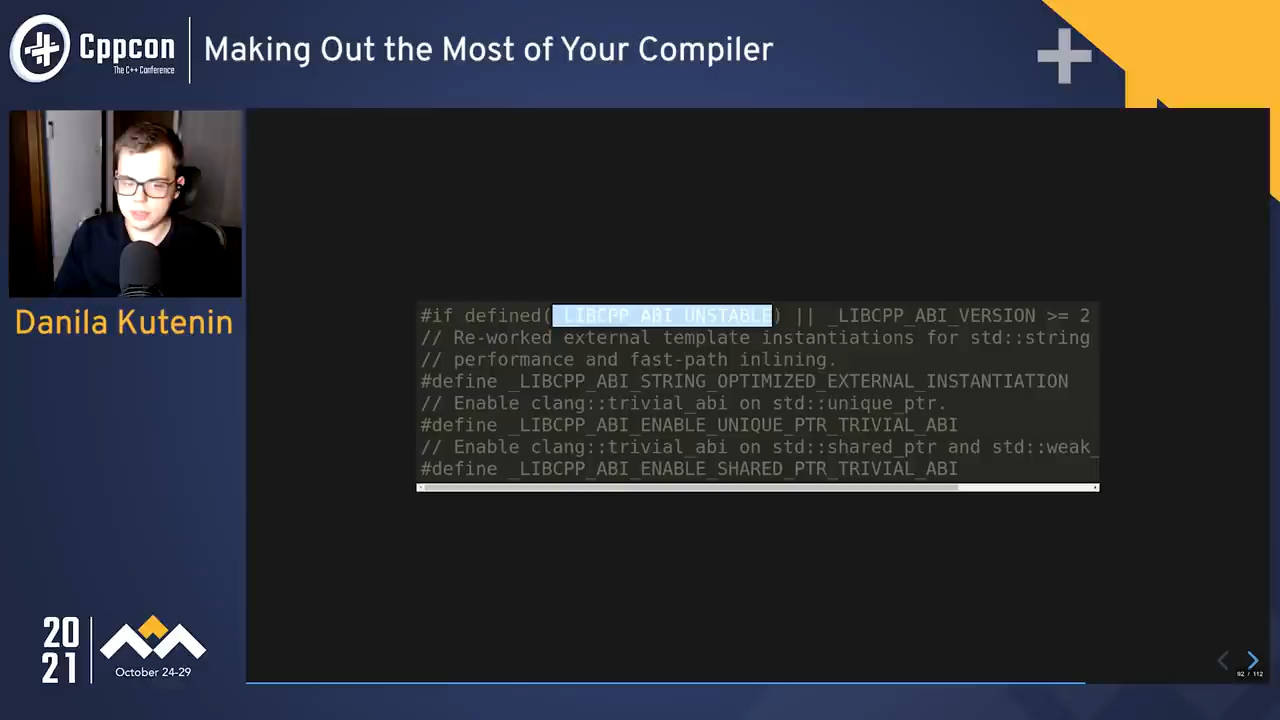 Cppcon
The C++ Conference
Making Out the Most of Your Compiler
Danila Kutenin
#if defined(_LIBCPP_ABI_UNSTABLE) || _LIBCPP_ABI_VERSION >= 2
// Re-worked external template instantiations for std::string
// performance and fast-path inlining.
#define _LIBCPP_ABI_STRING_OPTIMIZED_EXTERNAL_INSTANTIATION
// Enable clang::trivial_abi on std::unique_ptr.
#define _LIBCPP_ABI_ENABLE_UNIQUE_PTR_TRIVIAL_ABI
// Enable clang::trivial_abi on std::shared_ptr and std::weak_
#define _LIBCPP_ABI_ENABLE_SHARED_PTR_TRIVIAL_ABI
20
21
October 24-29
92 / 112